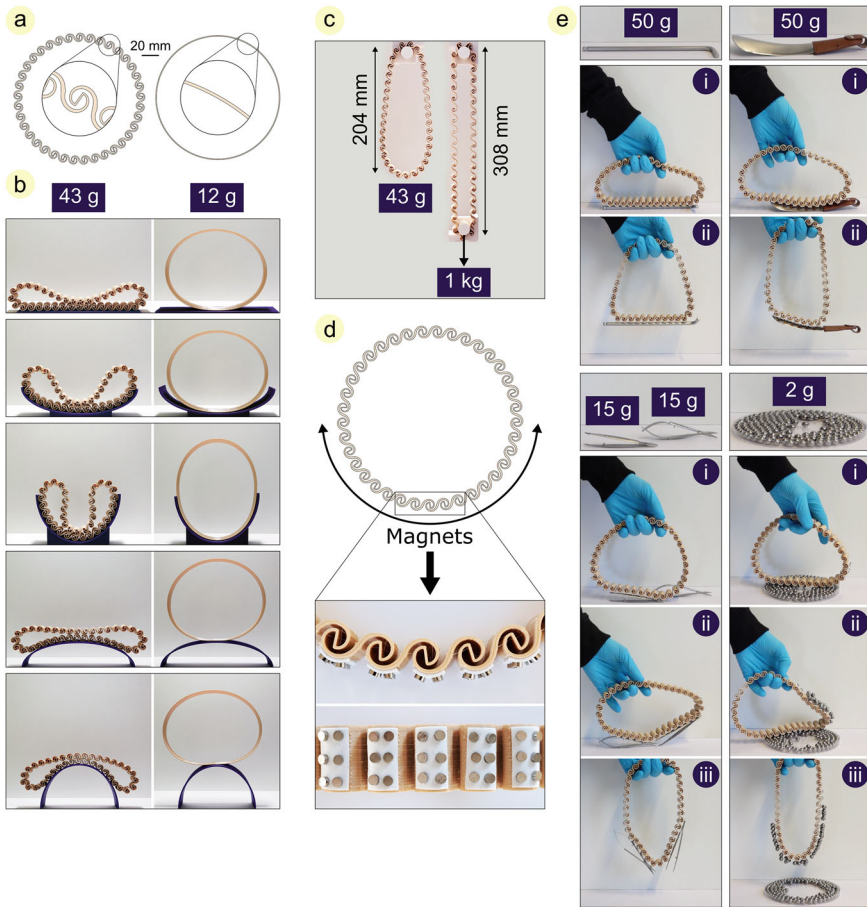 a
20 mm
b
43 g
12 g
c
204 mm
308 mm
43 g
1 kg
d
Magnets
e
50 g
50 g
i
i
ii
ii
15 g
15 g
2 g
i
i
ii
ii
iii
iii